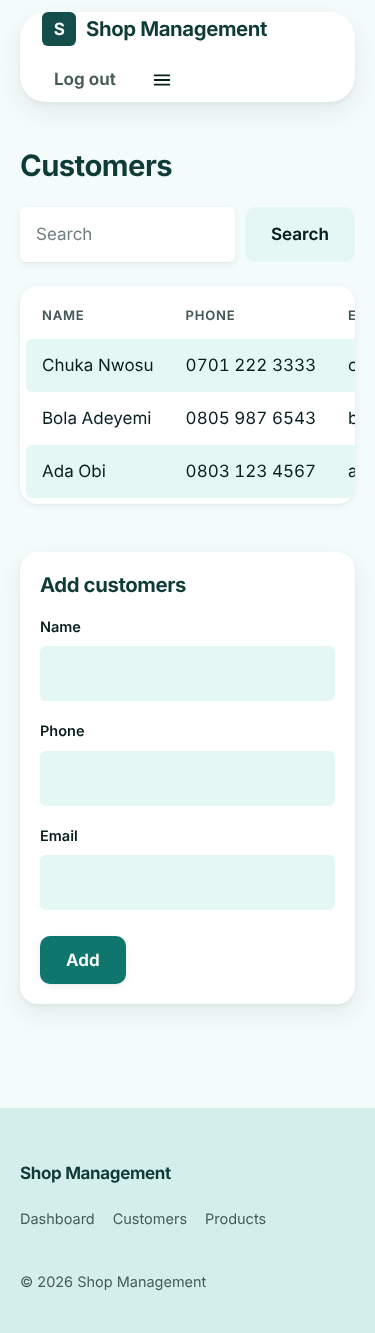 S Shop Management
Log out
Customers
Search Search
NAME PHONE E
Chuka Nwosu 0701 222 3333 c
Bola Adeyemi 0805 987 6543 b
Ada Obi 0803 123 4567 a
Add customers
Name
Phone
Email
Add
Shop Management
Dashboard Customers Products
© 2026 Shop Management